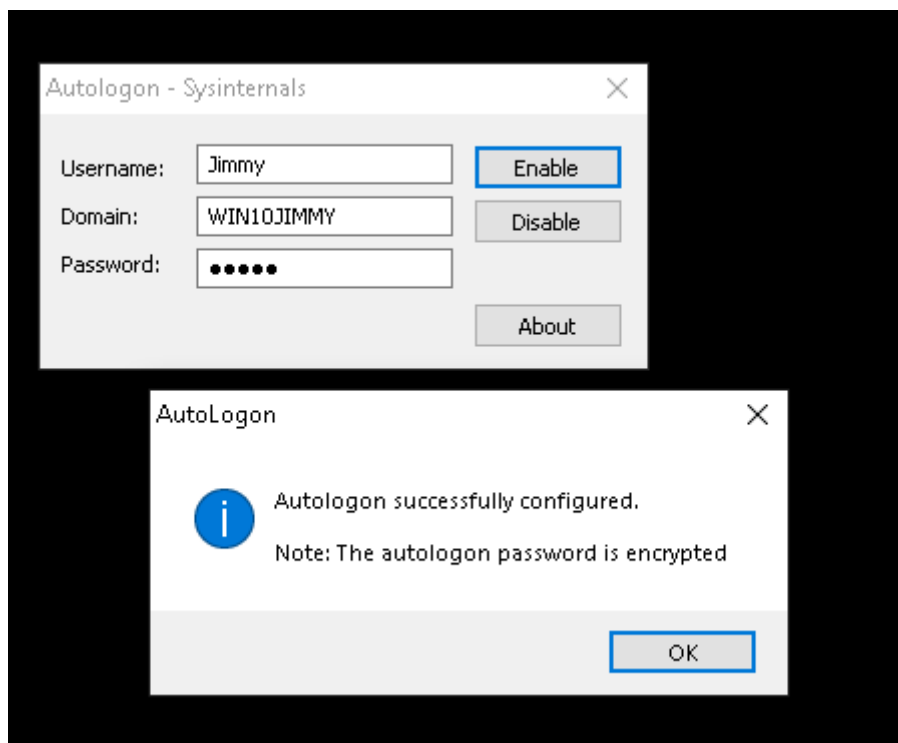 Autologon - Sysinternals
Username: Jimmy Enable
Domain: WIN10JIMMY Disable
Password: ●●●●●
About
AutoLogon
Autologon successfully configured.
Note: The autologon password is encrypted
OK